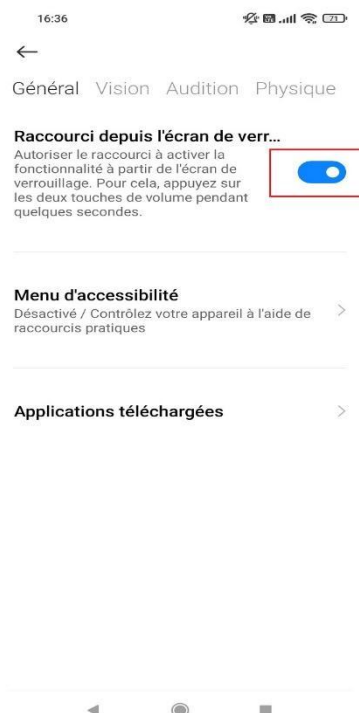 16:36
73
Général Vision Audition Physique
Raccourci depuis l'écran de verr...
Autoriser le raccourci à activer la
fonctionnalité à partir de l'écran de
verrouillage. Pour cela, appuyez sur
les deux touches de volume pendant
quelques secondes.
Menu d'accessibilité
Désactivé / Contrôlez votre appareil à l'aide de
raccourcis pratiques
Applications téléchargées